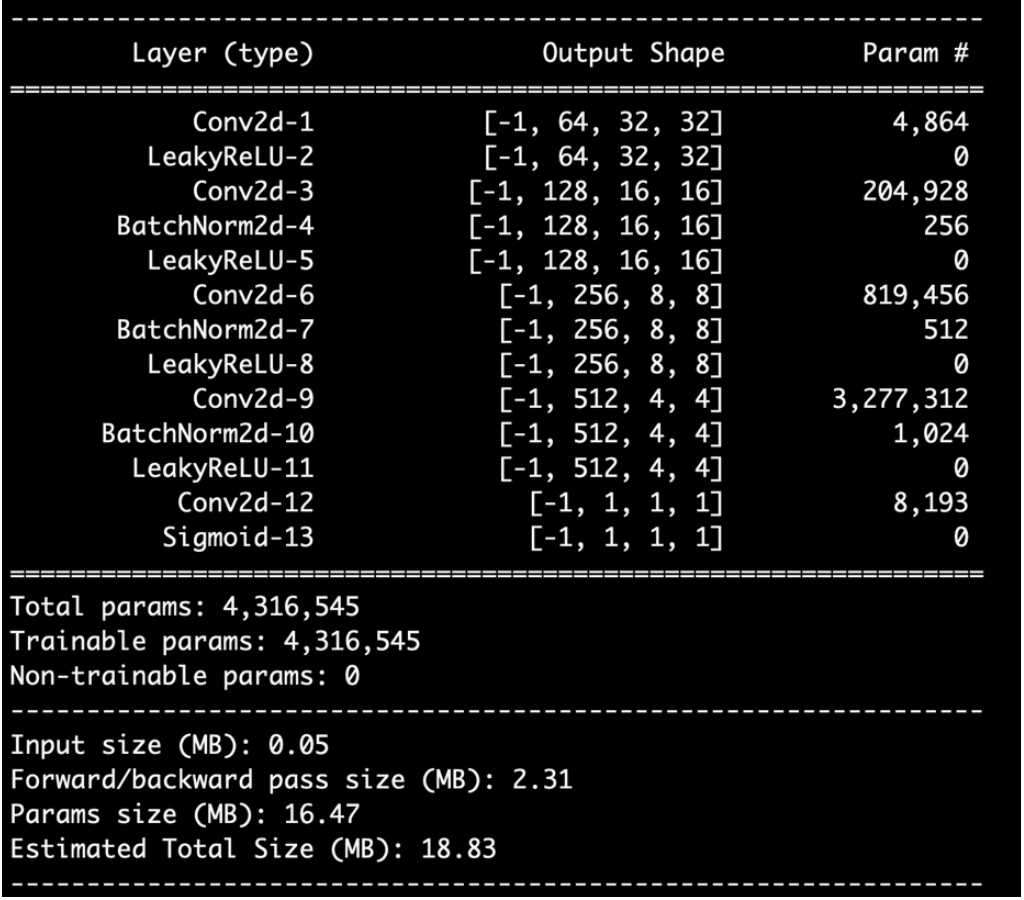 ----------------------------------------------------------------
Layer (type) Output Shape Param #
================================================================
Conv2d-1 [-1, 64, 32, 32] 4,864
LeakyReLU-2 [-1, 64, 32, 32] 0
Conv2d-3 [-1, 128, 16, 16] 204,928
BatchNorm2d-4 [-1, 128, 16, 16] 256
LeakyReLU-5 [-1, 128, 16, 16] 0
Conv2d-6 [-1, 256, 8, 8] 819,456
BatchNorm2d-7 [-1, 256, 8, 8] 512
LeakyReLU-8 [-1, 256, 8, 8] 0
Conv2d-9 [-1, 512, 4, 4] 3,277,312
BatchNorm2d-10 [-1, 512, 4, 4] 1,024
LeakyReLU-11 [-1, 512, 4, 4] 0
Conv2d-12 [-1, 1, 1, 1] 8,193
Sigmoid-13 [-1, 1, 1, 1] 0
================================================================
Total params: 4,316,545
Trainable params: 4,316,545
Non-trainable params: 0
----------------------------------------------------------------
Input size (MB): 0.05
Forward/backward pass size (MB): 2.31
Params size (MB): 16.47
Estimated Total Size (MB): 18.83
----------------------------------------------------------------